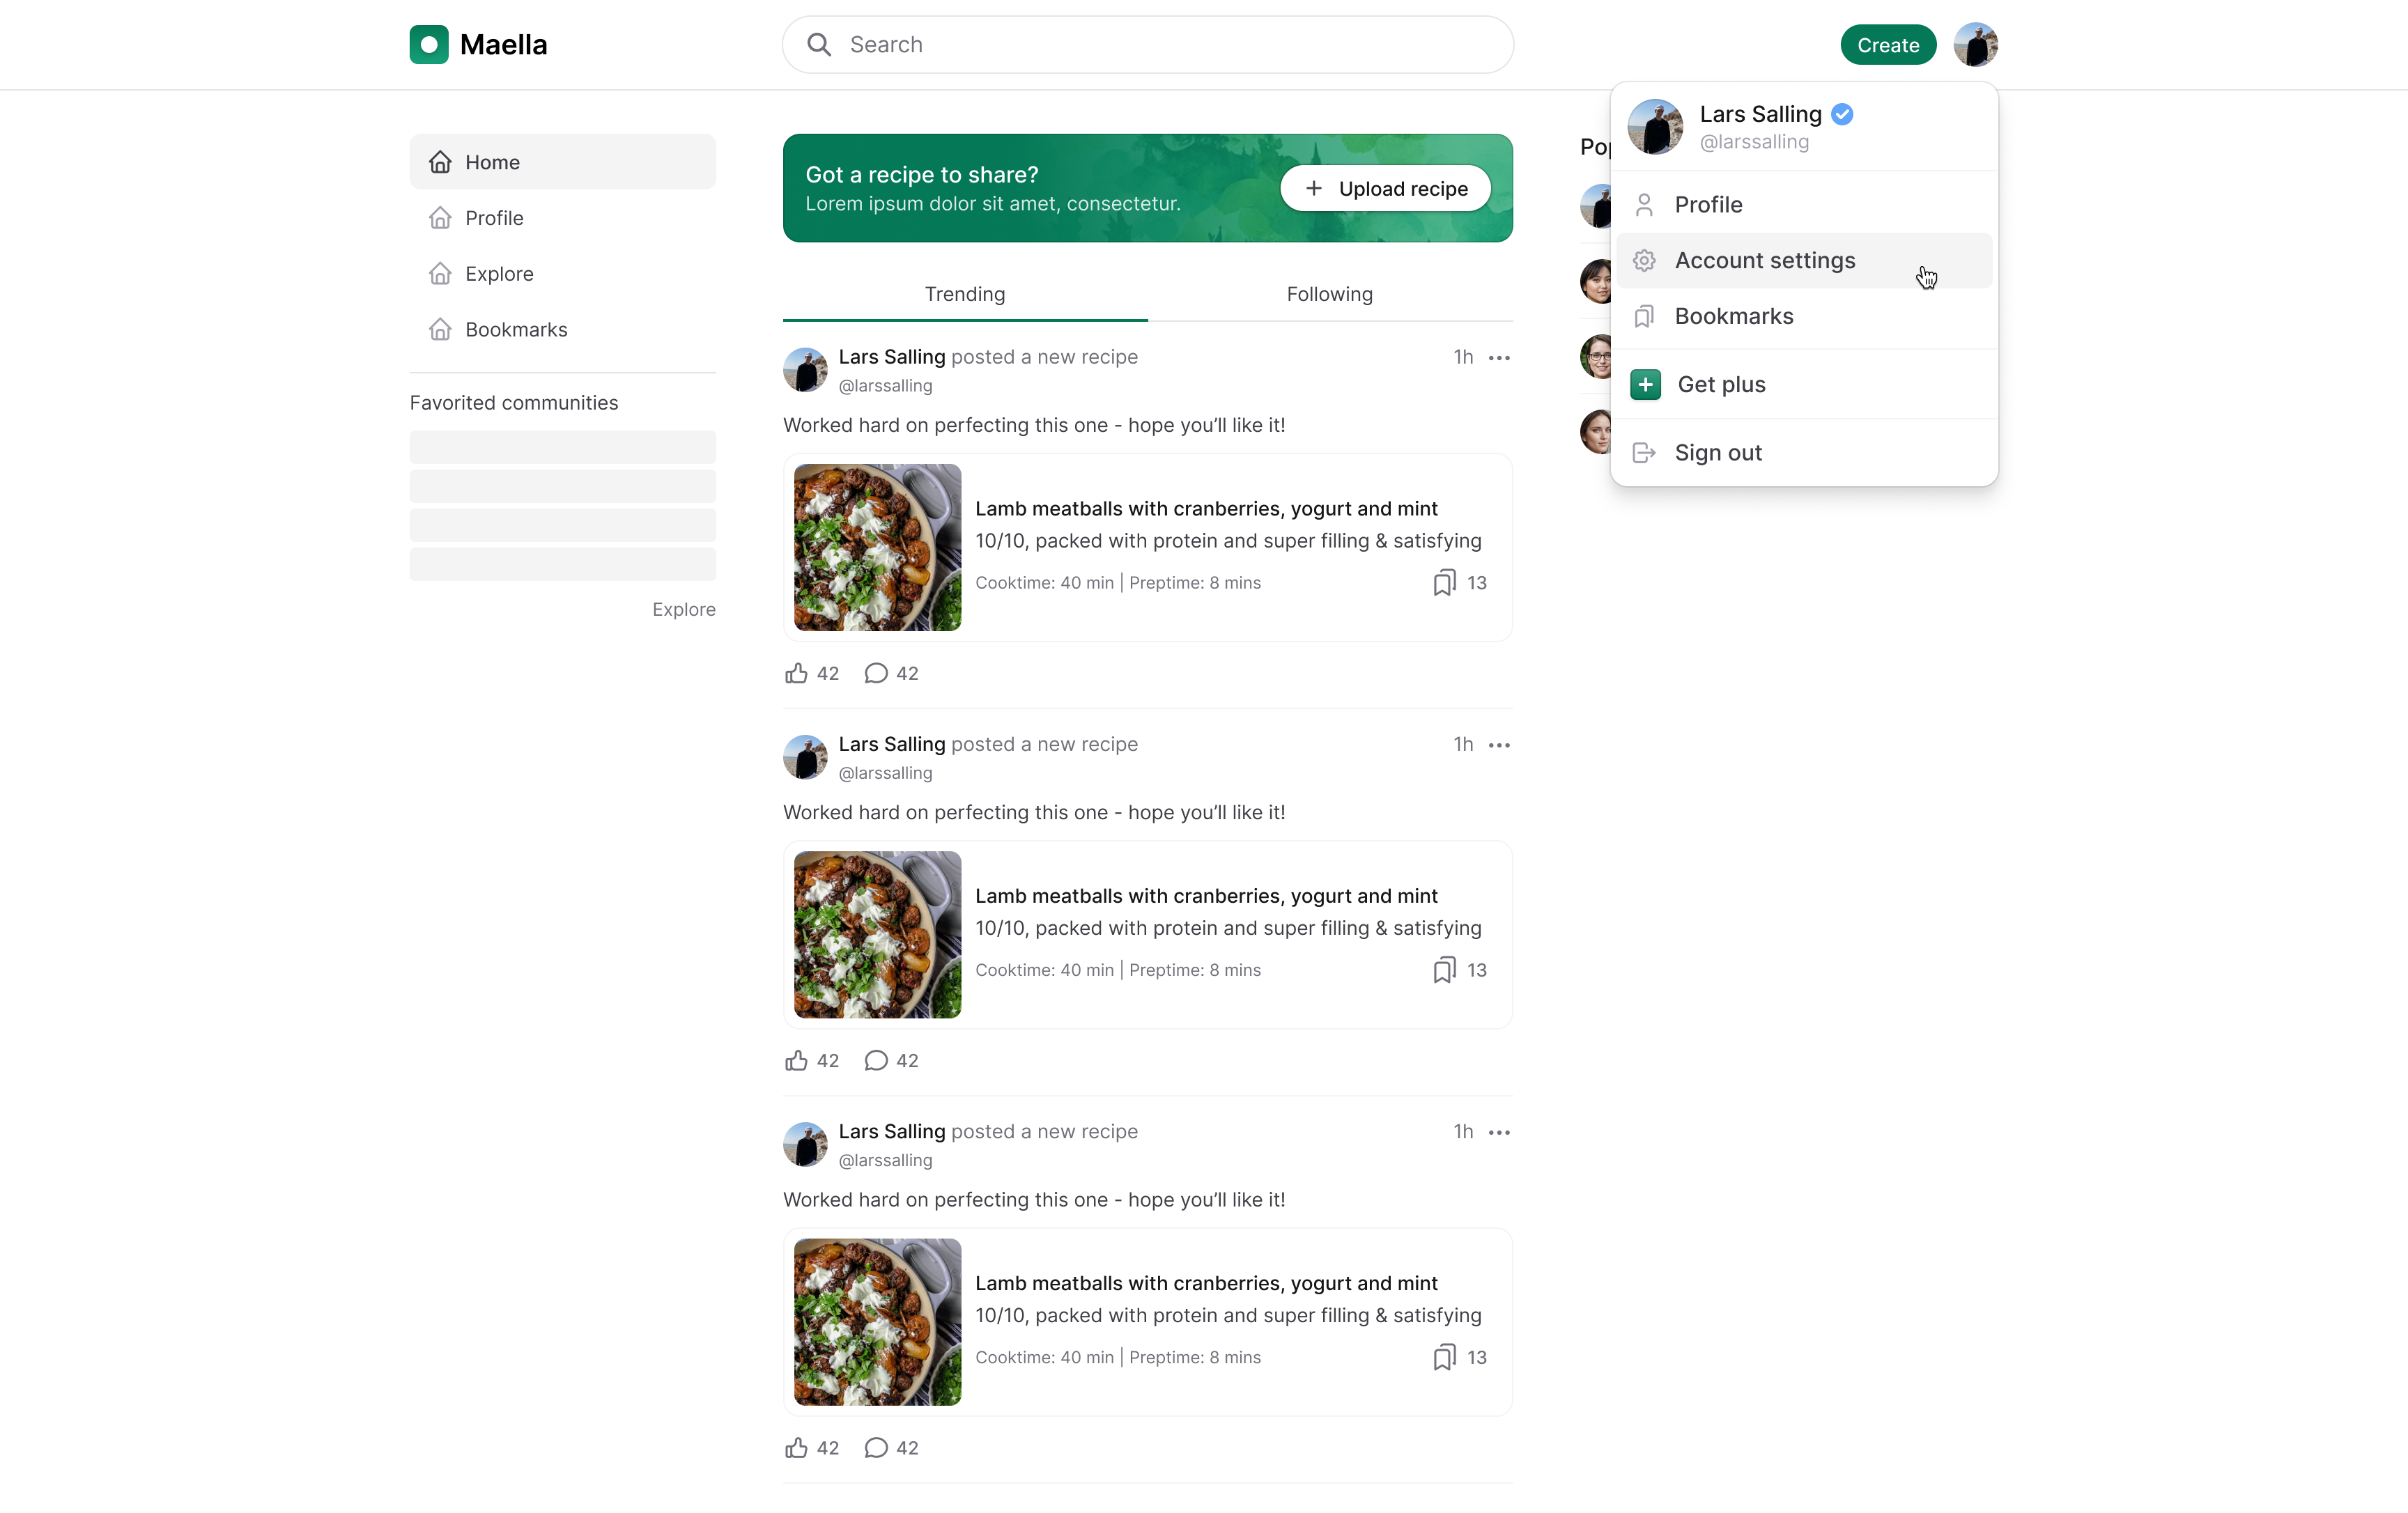 Maella
Search
Create
Home
Profile
Explore
Bookmarks
Favorited communities
Explore
Got a recipe to share?
Lorem ipsum dolor sit amet, consectetur.
Upload recipe
Trending
Following
Lars Salling posted a new recipe
1h
@larssalling
Worked hard on perfecting this one - hope you’ll like it!
Lamb meatballs with cranberries, yogurt and mint
10/10, packed with protein and super filling & satisfying
Cooktime: 40 min | Preptime: 8 mins
13
42
42
Lars Salling posted a new recipe
1h
@larssalling
Worked hard on perfecting this one - hope you’ll like it!
Lamb meatballs with cranberries, yogurt and mint
10/10, packed with protein and super filling & satisfying
Cooktime: 40 min | Preptime: 8 mins
13
42
42
Lars Salling posted a new recipe
1h
@larssalling
Worked hard on perfecting this one - hope you’ll like it!
Lamb meatballs with cranberries, yogurt and mint
10/10, packed with protein and super filling & satisfying
Cooktime: 40 min | Preptime: 8 mins
13
42
42
Lars Salling
@larssalling
Profile
Account settings
Bookmarks
Get plus
Sign out